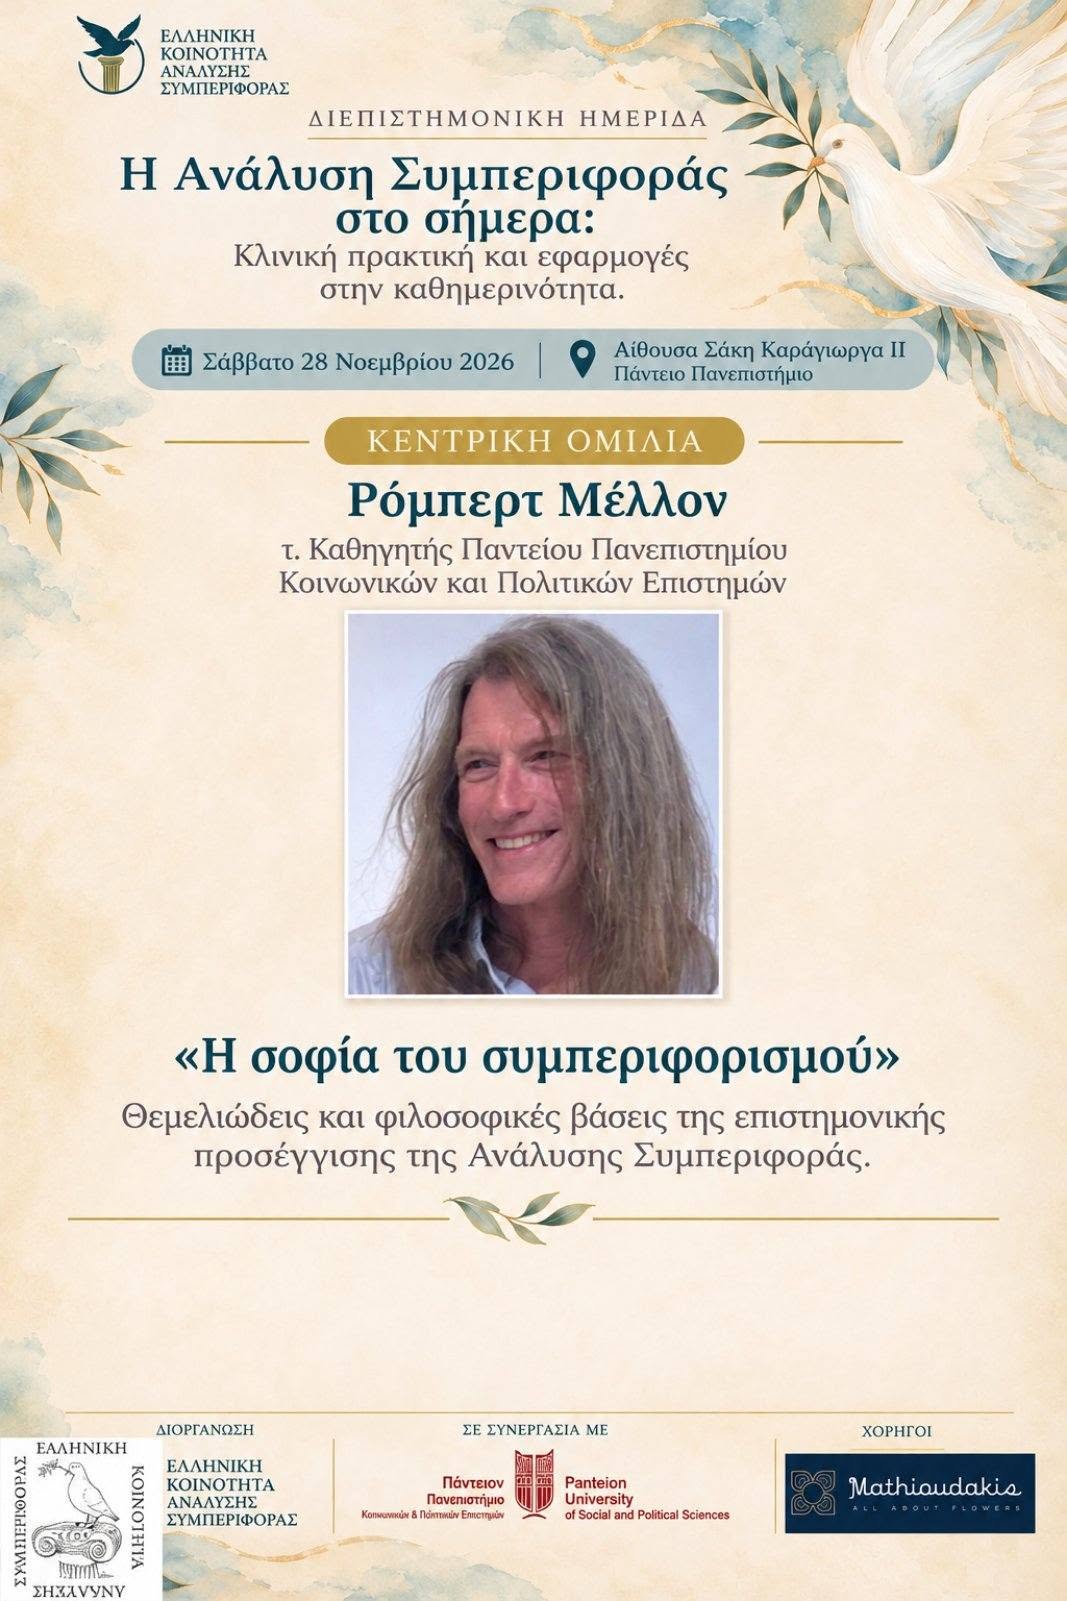 ΕΛΛΗΝΙΚΗ
ΚΟΙΝΟΤΗΤΑ
ΑΝΑΛΥΣΗΣ
ΣΥΜΠΕΡΙΦΟΡΑΣ
ΔΙΕΠΙΣΤΗΜΟΝΙΚΗ ΗΜΕΡΙΔΑ
Η Ανάλυση Συμπεριφοράς
στο σήμερα:
Κλινική πρακτική και εφαρμογές
στην καθημερινότητα.
Σάββατο 28 Νοεμβρίου 2026
Αίθουσα Σάκη Καράγιωργα ΙΙ
Πάντειο Πανεπιστήμιο
ΚΕΝΤΡΙΚΗ ΟΜΙΛΙΑ
Ρόμπερτ Μέλλον
τ. Καθηγητής Παντείου Πανεπιστημίου
Κοινωνικών και Πολιτικών Επιστημών
«Η σοφία του συμπεριφορισμού»
Θεμελιώδεις και φιλοσοφικές βάσεις της επιστημονικής
προσέγγισης της Ανάλυσης Συμπεριφοράς.
ΔΙΟΡΓΑΝΩΣΗ
ΕΛΛΗΝΙΚΗ
ΚΟΙΝΟΤΗΤΑ
ΑΝΑΛΥΣΗΣ
ΣΥΜΠΕΡΙΦΟΡΑΣ
ΕΛΛΗΝΙΚΗ
ΚΟΙΝΟΤΗΤΑ
ΑΝΑΛΥΣΗΣ
ΣΥΜΠΕΡΙΦΟΡΑΣ
ΣΕ ΣΥΝΕΡΓΑΣΙΑ ΜΕ
Πάντειον
Πανεπιστήμιο
Κοινωνικών & Πολιτικών Επιστημών
Panteion
University
of Social and Political Sciences
ΧΟΡΗΓΟΙ
Mathioudakis
ALL ABOUT FLOWERS